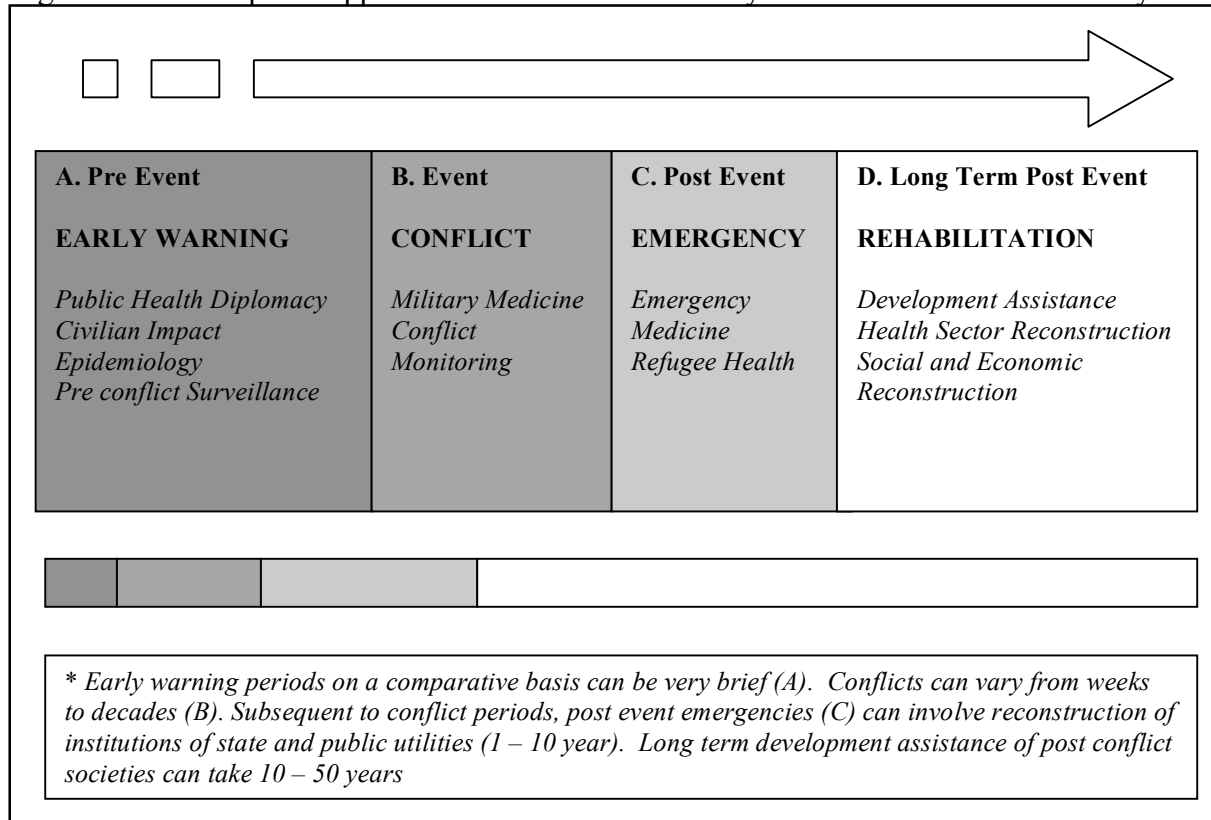 A. Pre Event
EARLY WARNING
Public Health Diplomacy
Civilian Impact
Epidemiology
Pre conflict Surveillance
B. Event
CONFLICT
Military Medicine
Conflict
Monitoring
C. Post Event
EMERGENCY
Emergency
Medicine
Refugee Health
D. Long Term Post Event
REHABILITATION
Development Assistance
Health Sector Reconstruction
Social and Economic
Reconstruction
* Early warning periods on a comparative basis can be very brief (A).  Conflicts can vary from weeks
to decades (B). Subsequent to conflict periods, post event emergencies (C) can involve reconstruction of
institutions of state and public utilities (1 – 10 year).  Long term development assistance of post conflict
societies can take 10 – 50 years